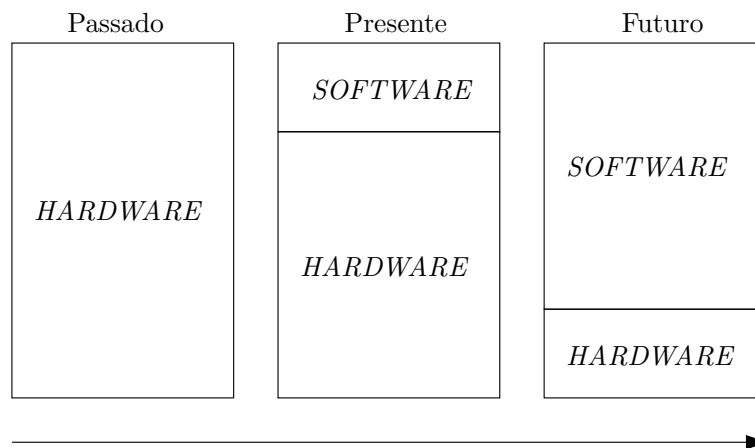 Passado
Presente
Futuro
HARDWARE
SOFTWARE
HARDWARE
SOFTWARE
HARDWARE